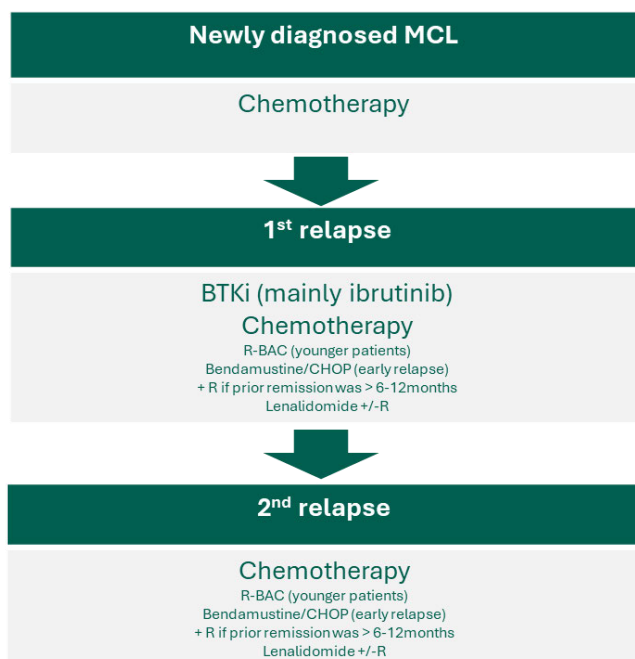 Newly diagnosed MCL
Chemotherapy
1st relapse
BTKi (mainly ibrutinib)
Chemotherapy
R-BAC (younger patients)
Bendamustine/CHOP (early relapse)
+ R if prior remission was > 6-12months
Lenalidomide +/-R
2nd relapse
Chemotherapy
R-BAC (younger patients)
Bendamustine/CHOP (early relapse)
+ R if prior remission was > 6-12months
Lenalidomide +/-R